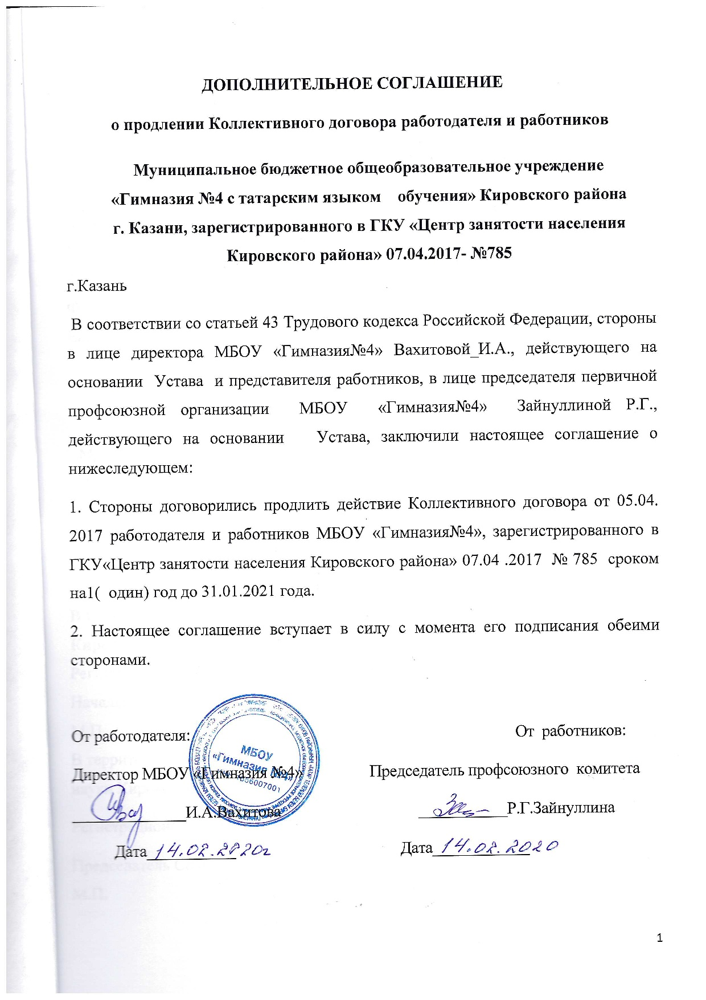 ДОПОЛНИТЕЛЬНОЕ СОГЛАШЕНИЕ
о продлении Коллективного договора работодателя и работников
Муниципальное бюджетное общеобразовательное учреждение
«Гимназия №4 с татарским языком обучения» Кировского района
г. Казани, зарегистрированного в ГКУ «Центр занятости населения
Кировского района» 07.04.2017- №785
г.Казань
В соответствии со статьей 43 Трудового кодекса Российской Федерации, стороны
в лице директора МБОУ «Гимназия№4» Вахитовой_И.А., действующего на
основании Устава и представителя работников, в лице председателя первичной
профсоюзной организации МБОУ «Гимназия№4» Зайнуллиной Р.Г.,
действующего на основании Устава, заключили настоящее соглашение о
нижеследующем:
1. Стороны договорились продлить действие Коллективного договора от 05.04.
2017 работодателя и работников МБОУ «Гимназия№4», зарегистрированного в
ГКУ«Центр занятости населения Кировского района» 07.04 .2017 № 785 сроком
на1( один) год до 31.01.2021 года.
2. Настоящее соглашение вступает в силу с момента его подписания обеими
сторонами.
От работодателя: От работников:
МБОУ
«Гимназия №4»
Директор МБОУ «Гимназия №4» Председатель профсоюзного комитета
______________И.А.Вахитова ___________Р.Г.Зайнуллина
Дата 14.02.2020г Дата 14.02.2020
1